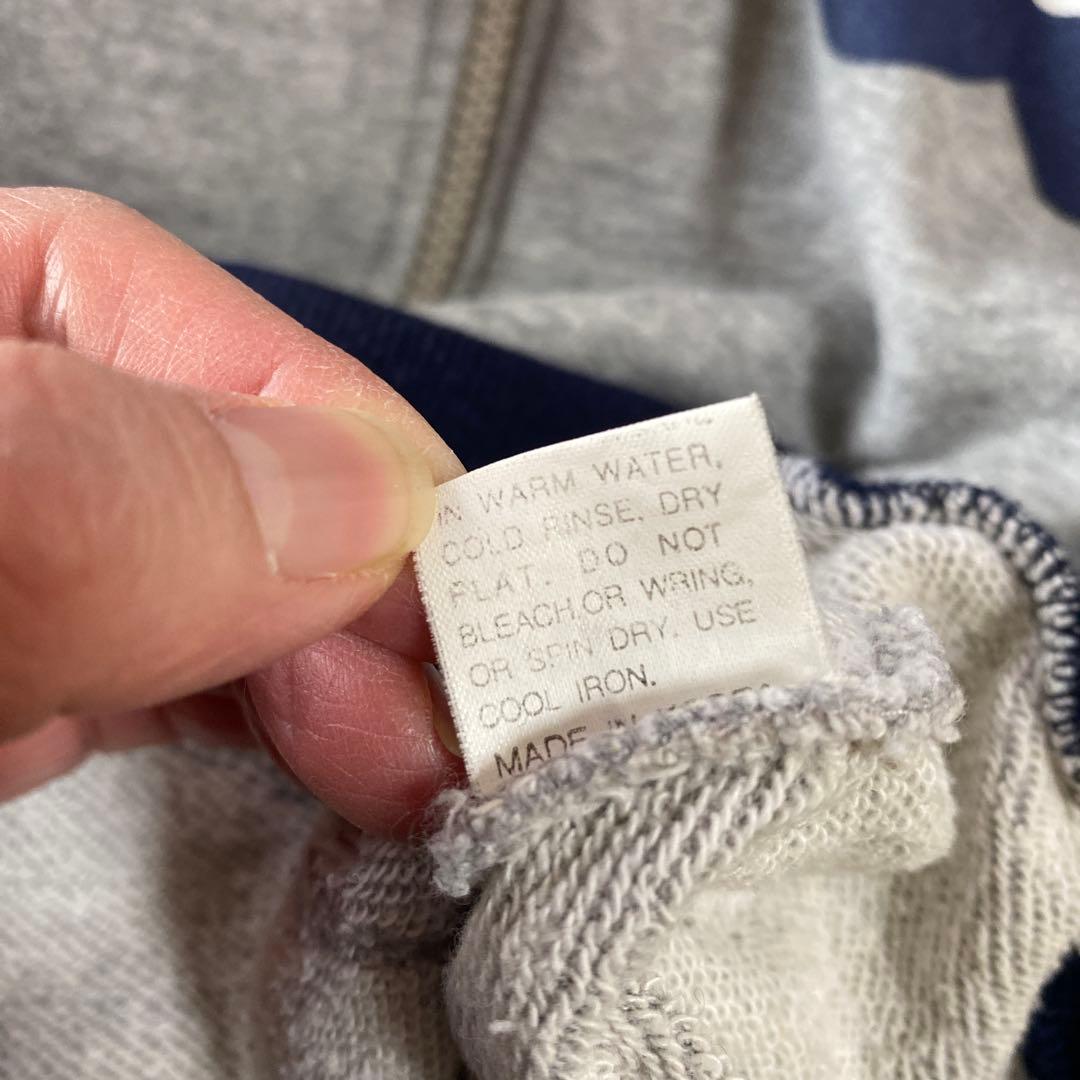 IN WARM WATER,
COLD RINSE, DRY
FLAT. DO NOT
BLEACH,OR WRING,
OR SPIN DRY. USE
COOL IRON.
MADE IN